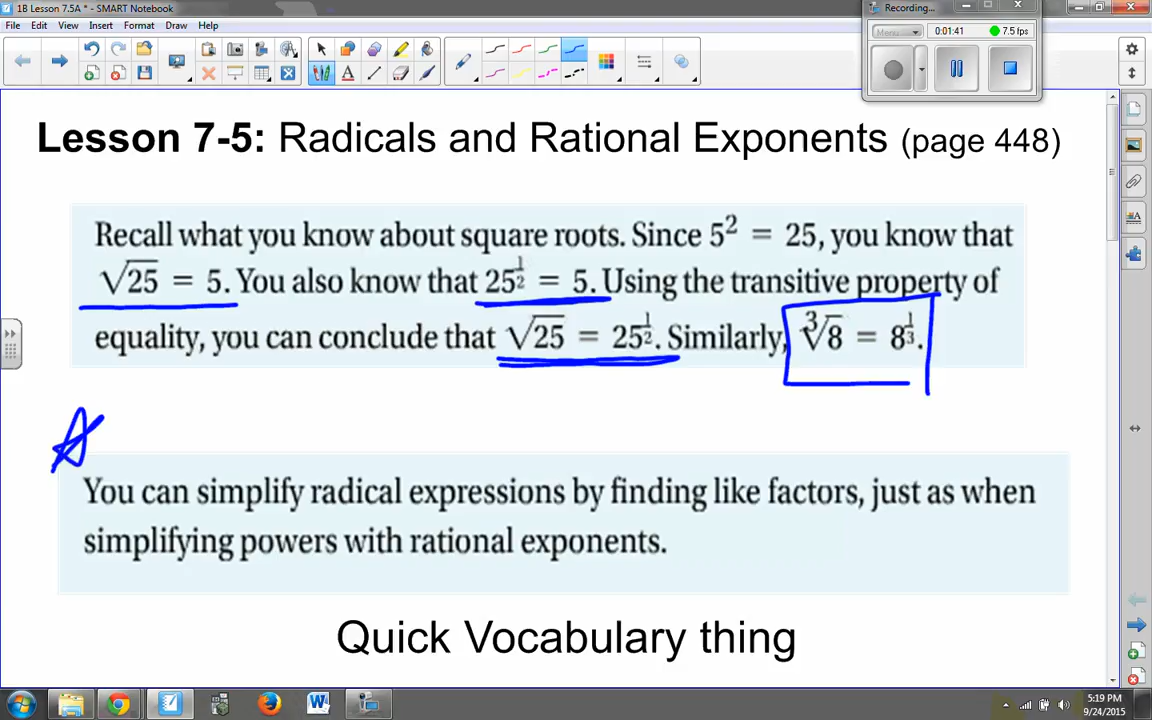 1B Lesson 7.5A * - SMART Notebook
Recording...
File Edit View Insert Format Attach Draw Help
Menu
0:01:41
7.5 fps
Lesson 7-5: Radicals and Rational Exponents (page 448)
Recall what you know about square roots. Since 5² = 25, you know that
√25 = 5. You also know that 25^½ = 5. Using the transitive property of
equality, you can conclude that √25 = 25^½. Similarly, ∛8 = 8^⅓.
You can simplify radical expressions by finding like factors, just as when
simplifying powers with rational exponents.
Quick Vocabulary thing
5:19 PM
9/24/2015